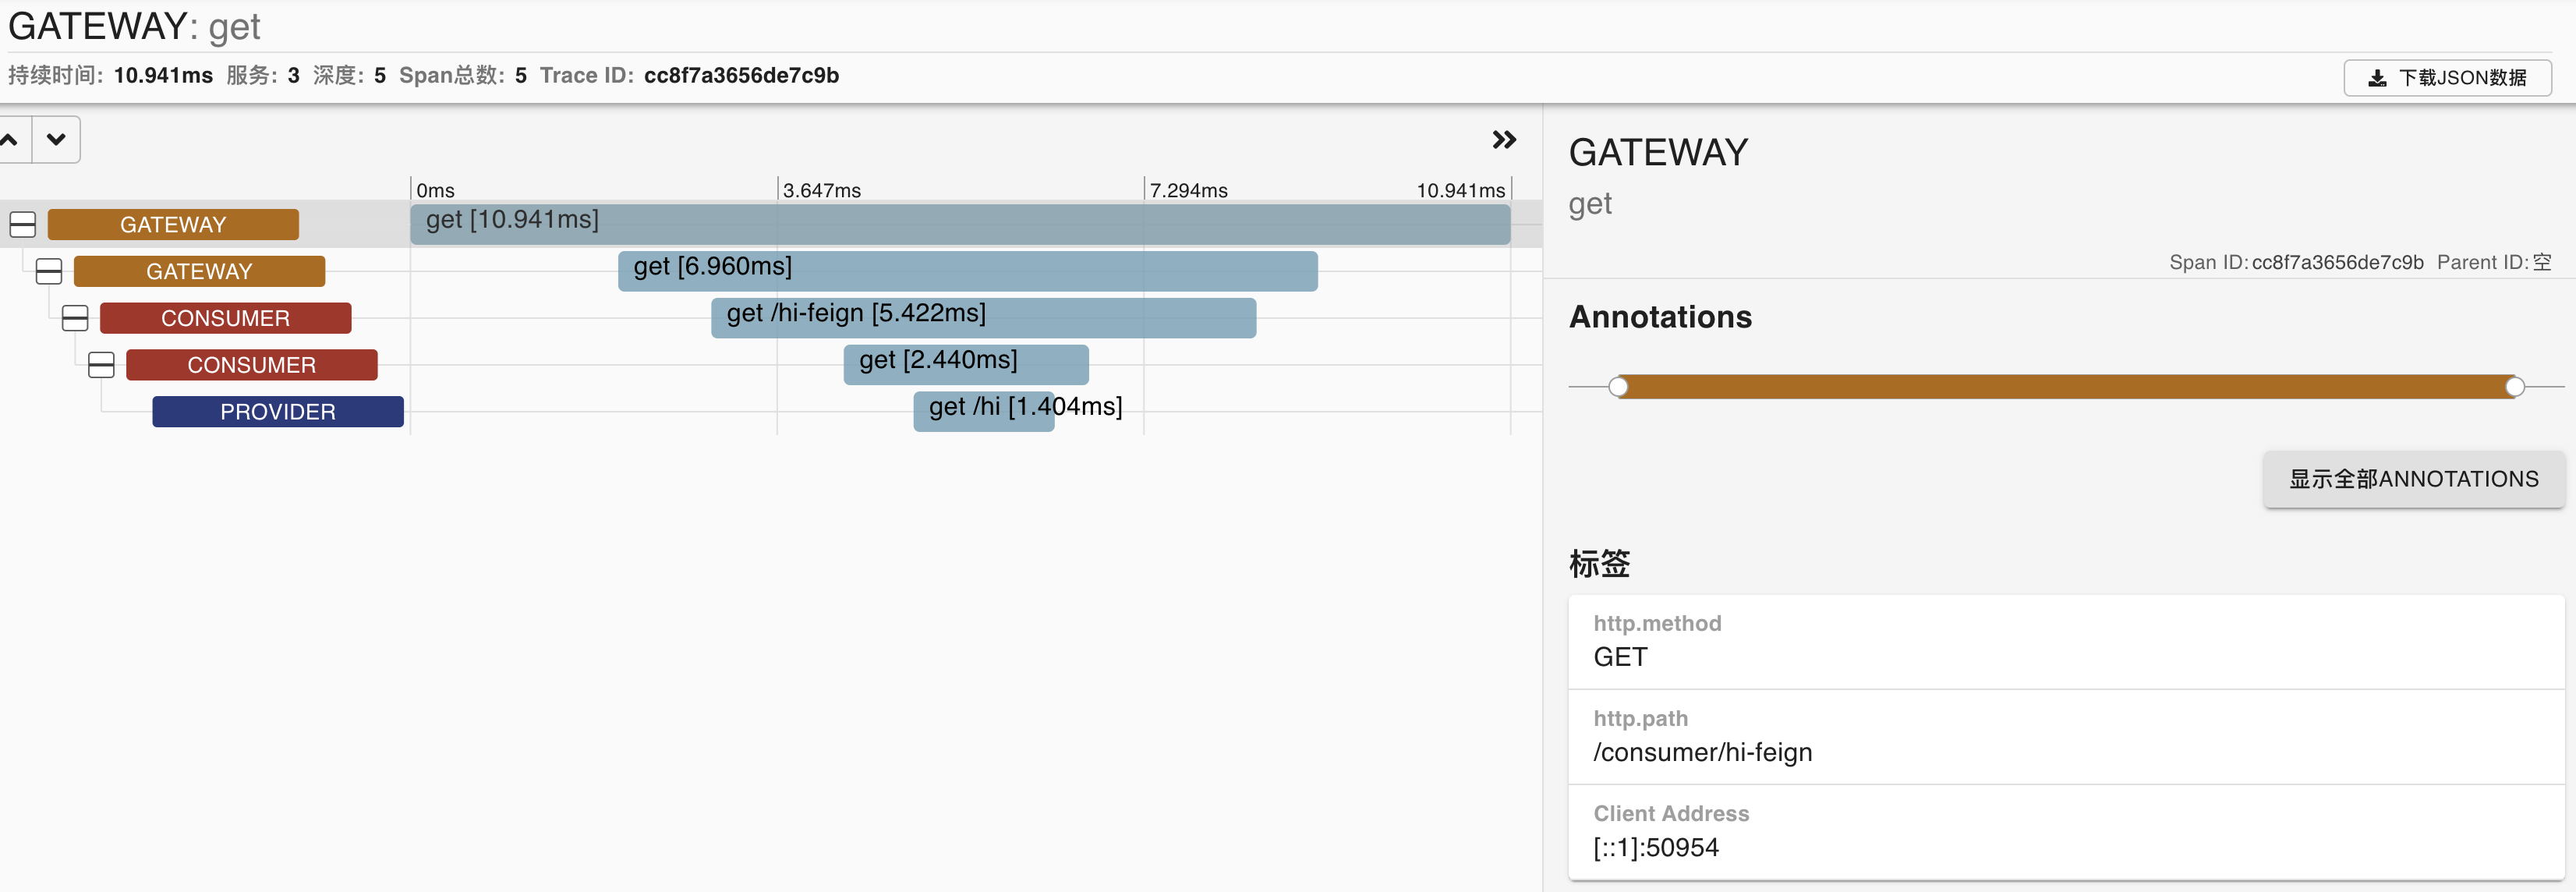 GATEWAY: get
持续时间: 10.941ms 服务: 3 深度: 5 Span总数: 5 Trace ID: cc8f7a3656de7c9b
下载JSON数据
0ms 3.647ms 7.294ms 10.941ms
GATEWAY get [10.941ms]
GATEWAY get [6.960ms]
CONSUMER get /hi-feign [5.422ms]
CONSUMER get [2.440ms]
PROVIDER get /hi [1.404ms]
GATEWAY
get
Span ID: cc8f7a3656de7c9b Parent ID: 空
Annotations
显示全部ANNOTATIONS
标签
http.method
GET
http.path
/consumer/hi-feign
Client Address
[::1]:50954